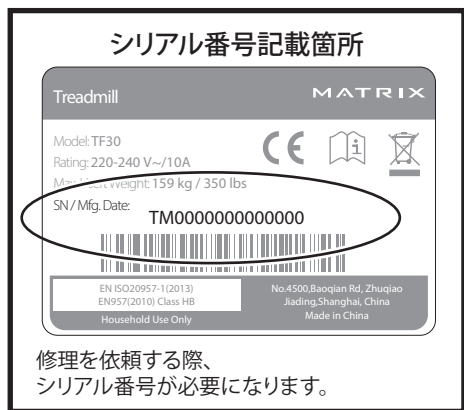 シリアル番号記載箇所
Treadmill
MATRIX
Model: TF30
Rating: 220-240 V~/10A
Weight: 159 kg / 350 lbs
SN / Mfg. Date:
TM0000000000000
EN ISO20957-1(2013)
EN957(2010) Class HB
Household Use Only
No.4500,Baoqian Rd, Zhuqiao
Jiading,Shanghai, China
Made in China
修理を依頼する際、
シリアル番号が必要になります。